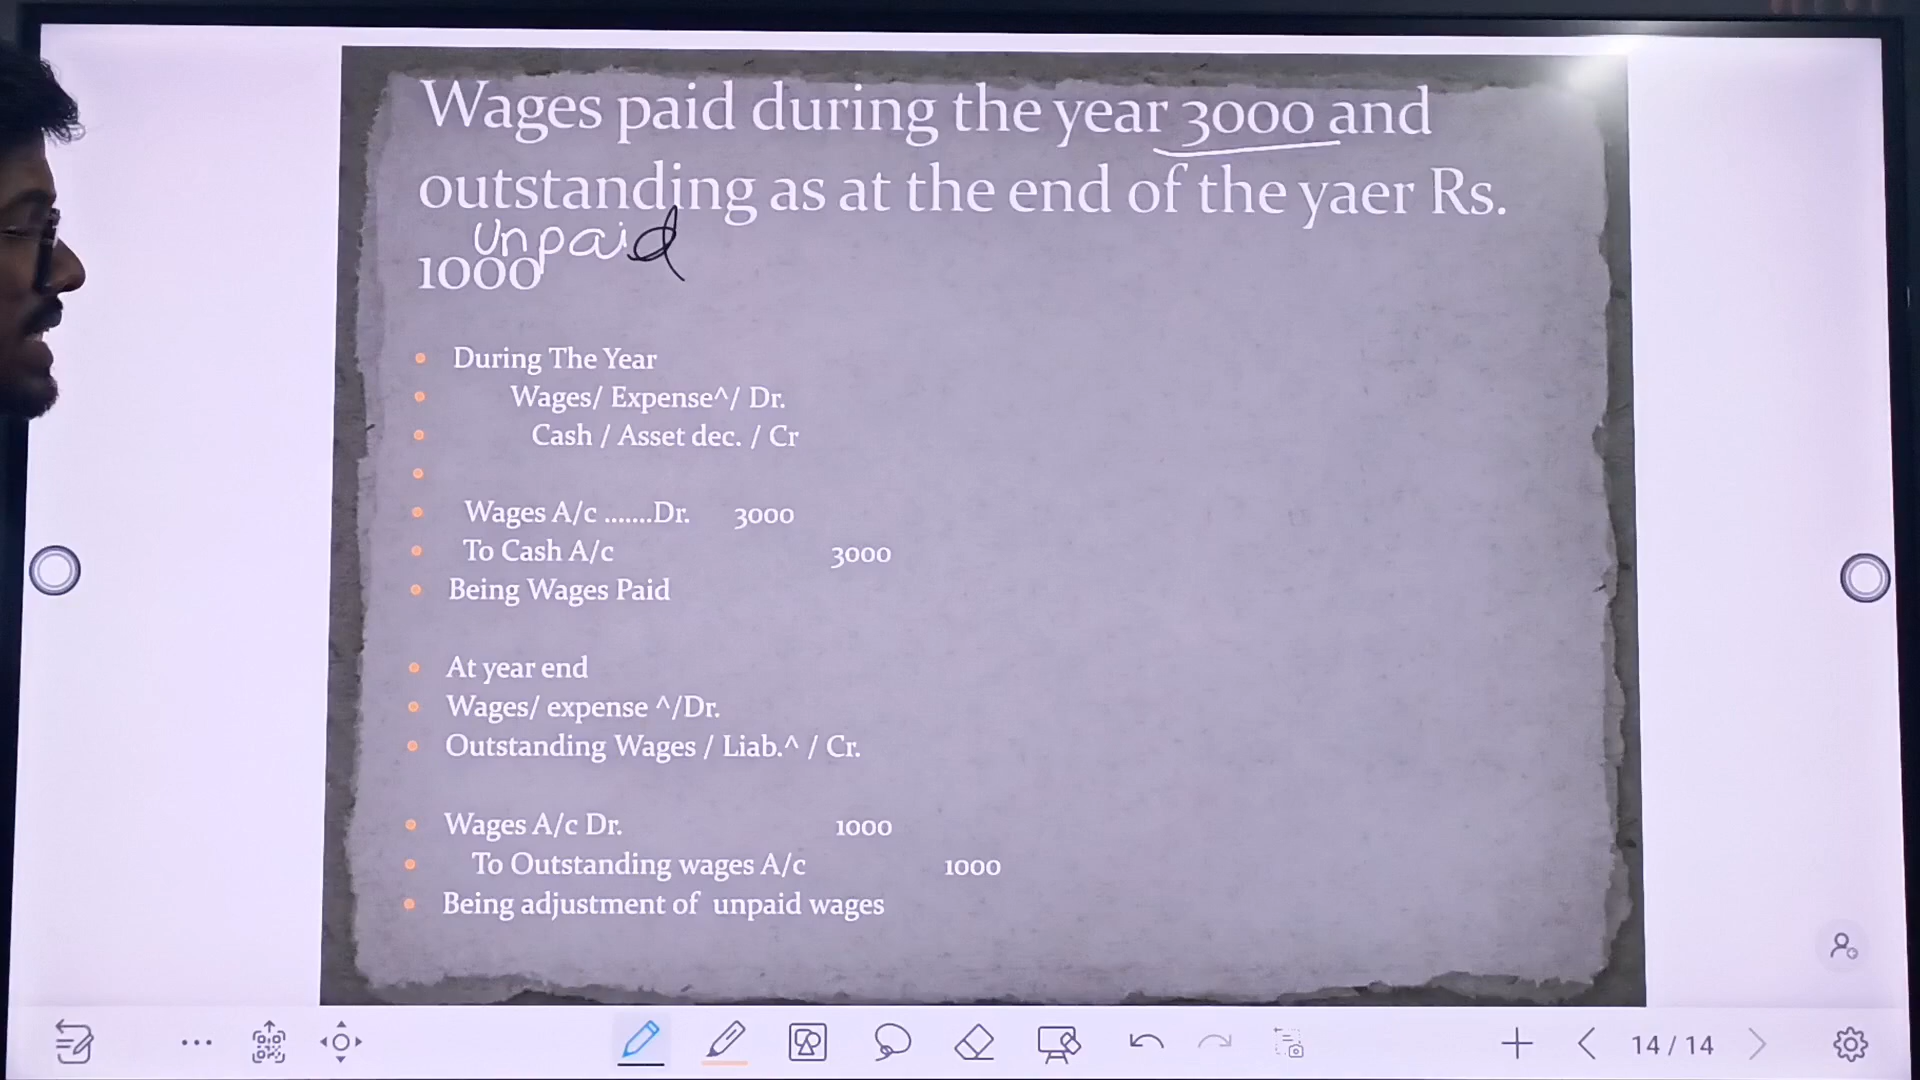 Wages paid during the year 3000 and
outstanding as at the end of the yaer Rs.
unpaid
1000
During The Year
Wages/ Expense^/ Dr.
Cash / Asset dec. / Cr
Wages A/c .......Dr. 3000
To Cash A/c 3000
Being Wages Paid
At year end
Wages/ expense ^/Dr.
Outstanding Wages / Liab.^ / Cr.
Wages A/c Dr. 1000
To Outstanding wages A/c 1000
Being adjustment of unpaid wages
14 / 14